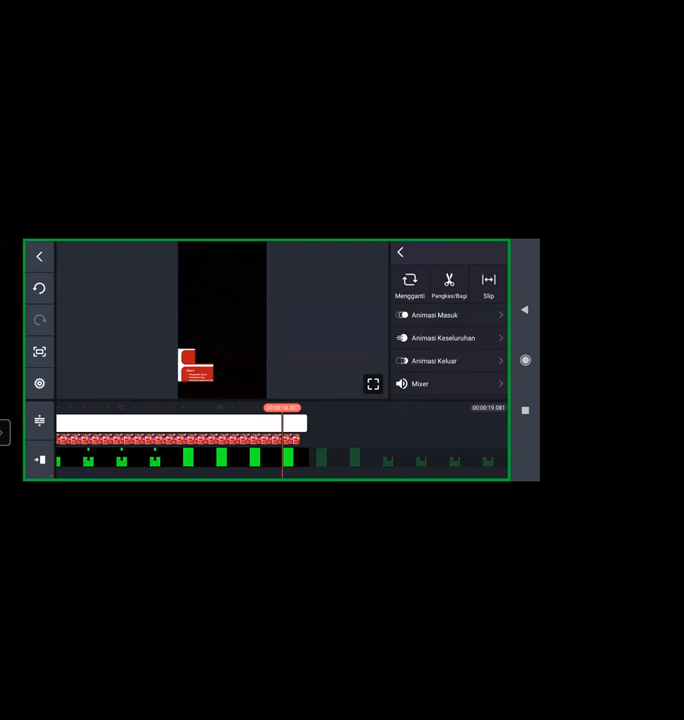 Mengganti
Pangkas/Bagi
Slip
Animasi Masuk
Animasi Keseluruhan
Animasi Keluar
Mixer
00:00:19.081